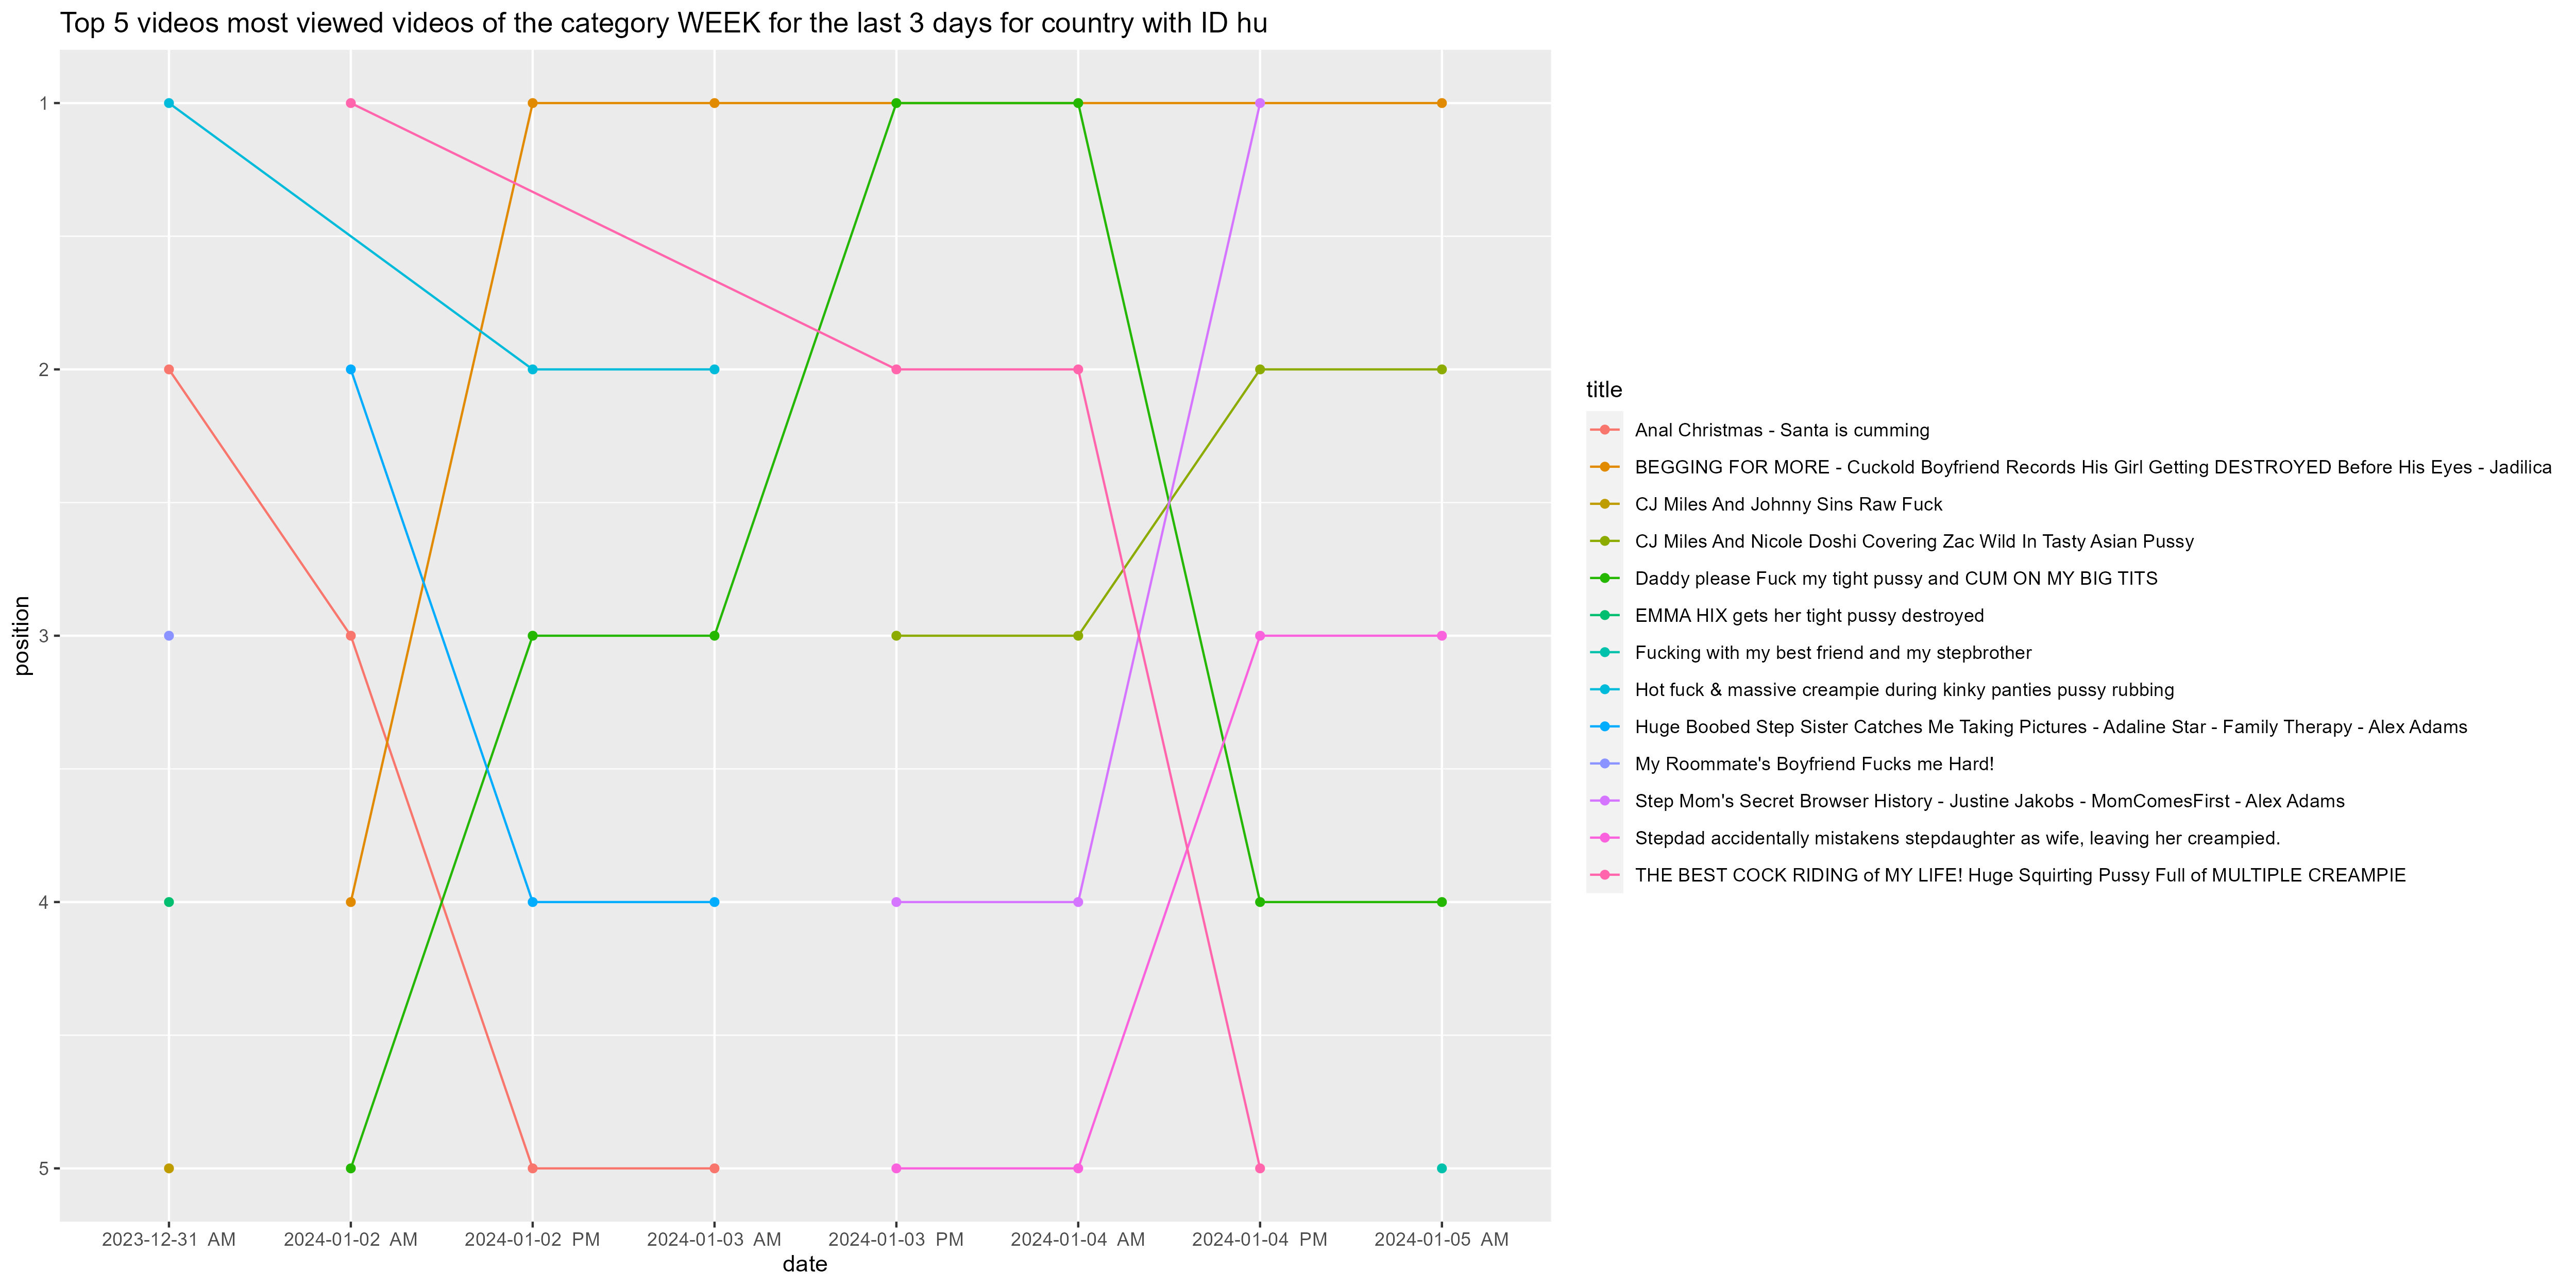 Top 5 videos most viewed videos of the category WEEK for the last 3 days for country with ID hu
position
1
2
3
4
5
2023-12-31 AM
2024-01-02 AM
2024-01-02 PM
2024-01-03 AM
2024-01-03 PM
2024-01-04 AM
2024-01-04 PM
2024-01-05 AM
date
title
Anal Christmas - Santa is cumming
BEGGING FOR MORE - Cuckold Boyfriend Records His Girl Getting DESTROYED Before His Eyes - Jadilica
CJ Miles And Johnny Sins Raw Fuck
CJ Miles And Nicole Doshi Covering Zac Wild In Tasty Asian Pussy
Daddy please Fuck my tight pussy and CUM ON MY BIG TITS
EMMA HIX gets her tight pussy destroyed
Fucking with my best friend and my stepbrother
Hot fuck & massive creampie during kinky panties pussy rubbing
Huge Boobed Step Sister Catches Me Taking Pictures - Adaline Star - Family Therapy - Alex Adams
My Roommate's Boyfriend Fucks me Hard!
Step Mom's Secret Browser History - Justine Jakobs - MomComesFirst - Alex Adams
Stepdad accidentally mistakens stepdaughter as wife, leaving her creampied.
THE BEST COCK RIDING of MY LIFE! Huge Squirting Pussy Full of MULTIPLE CREAMPIE